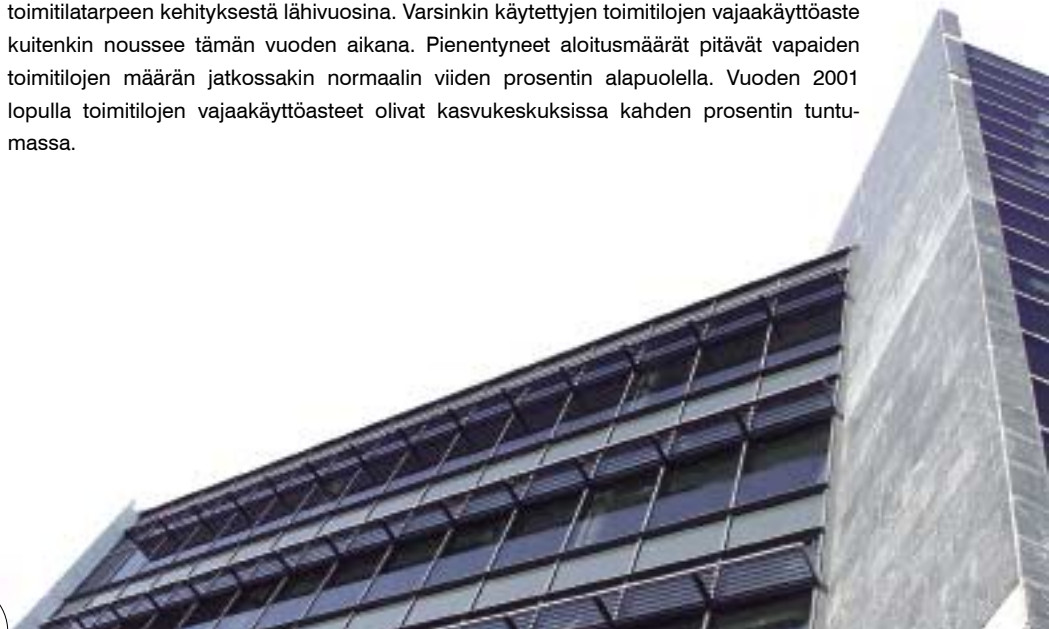 toimitilatarpeen kehityksestä lähivuosina. Varsinkin käytettyjen toimitilojen vajaakäyttöaste
kuitenkin noussee tämän vuoden aikana. Pienentyneet aloitusmäärät pitävät vapaiden
toimitilojen määrän jatkossakin normaalin viiden prosentin alapuolella. Vuoden 2001
lopulla toimitilojen vajaakäyttöasteet olivat kasvukeskuksissa kahden prosentin tuntu-
massa.